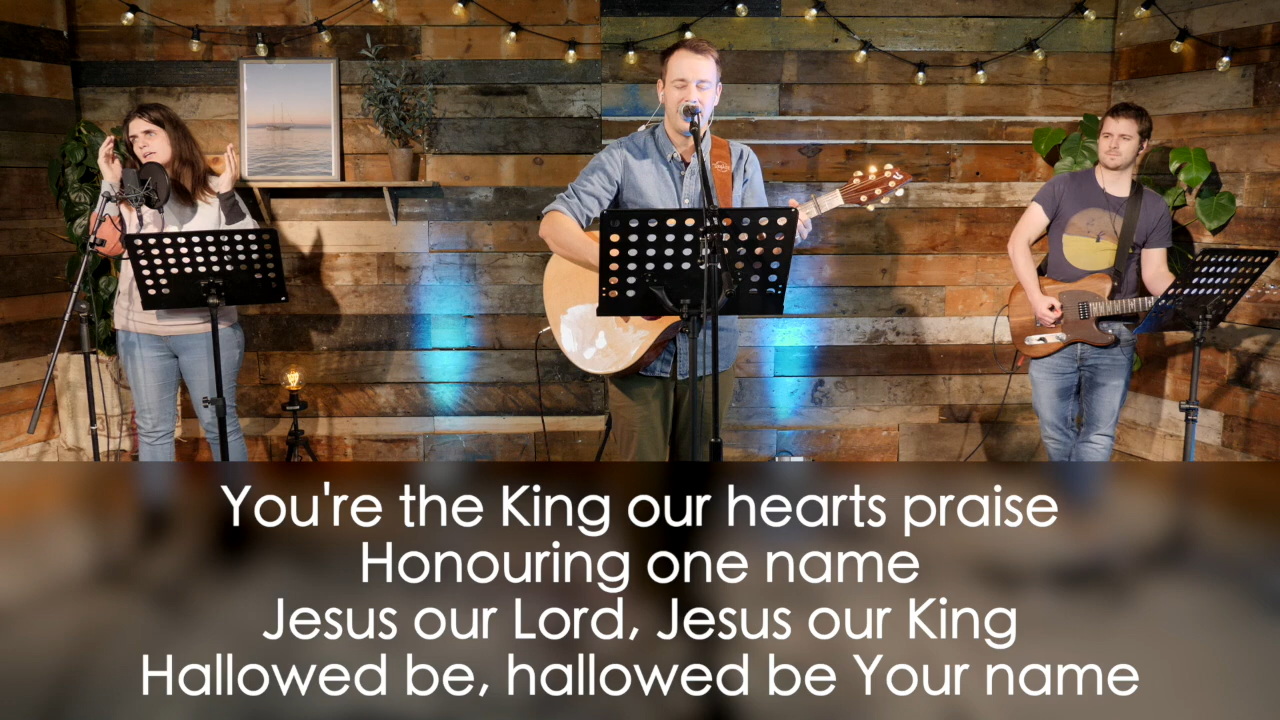 You're the King our hearts praise
Honouring one name
Jesus our Lord, Jesus our King
Hallowed be, hallowed be Your name